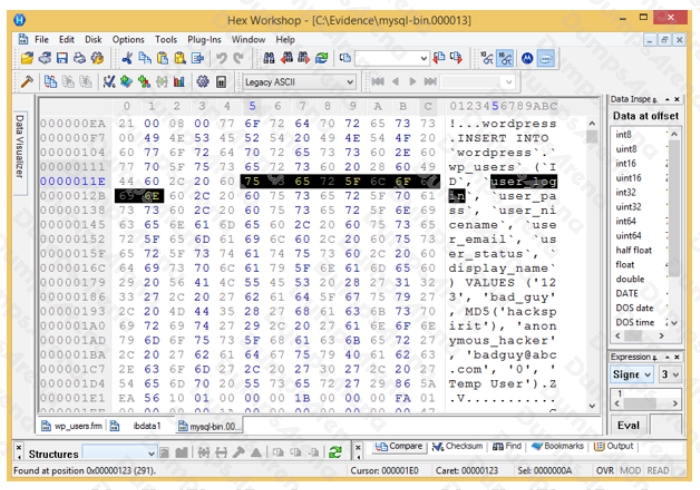 Hex Workshop - [C:\Evidence\mysql-bin.000013]
File Edit Disk Options Tools Plug-Ins Window Help
Legacy ASCII
Data Visualizer
0 1 2 3 4 5 6 7 8 9 A B C 0123456789ABC
000000EA 21 00 08 00 77 6F 72 64 70 72 65 73 73 !...wordpress
000000F7 00 49 4E 53 45 52 54 20 49 4E 54 4F 20 .INSERT INTO
00000104 60 77 6F 72 64 70 72 65 73 73 60 2E 60 `wordpress`.`
00000111 77 70 5F 75 73 65 72 73 60 20 28 60 49 wp_users` (`I
0000011E 44 60 2C 20 60 75 73 65 72 5F 6C 6F 67 D`, `user_log
0000012B 69 6E 60 2C 20 60 75 73 65 72 5F 70 61 in`, `user_pa
00000138 73 73 60 2C 20 60 75 73 65 72 5F 6E 69 ss`, `user_ni
00000145 63 65 6E 61 6D 65 60 2C 20 60 75 73 65 cename`, `use
00000152 72 5F 65 6D 61 69 6C 60 2C 20 60 75 73 r_email`, `us
0000015F 65 72 5F 73 74 61 74 75 73 60 2C 20 60 er_status`, `
0000016C 64 69 73 70 6C 61 79 5F 6E 61 6D 65 60 display_name`
00000179 29 20 56 41 4C 55 45 53 20 28 27 31 32 ) VALUES ('12
00000186 33 27 2C 20 27 62 61 64 5F 67 75 79 27 3', 'bad_guy'
00000193 2C 20 4D 44 35 28 27 68 61 63 6B 73 70 , MD5('hacksp
000001A0 69 72 69 74 27 29 2C 20 27 61 6E 6F 6E irit'), 'anon
000001AD 79 6D 6F 75 73 5F 68 61 63 6B 65 72 27 ymous_hacker'
000001BA 2C 20 27 62 61 64 67 75 79 40 61 62 63 , 'badguy@abc
000001C7 2E 63 6F 6D 27 2C 20 27 30 27 2C 20 27 .com', '0', '
000001D4 54 65 6D 70 20 55 73 65 72 27 29 86 5A Temp User').Z
000001E1 EA 56 10 01 00 00 00 1B 00 00 00 FA 01 .V...........
Data Inspe
Data at offset
int8
uint8
int16
uint16
int32
uint32
int64
uint64
half float
float
double
DATE
DOS date
DOS time
Expression
Signe 3
1
Eval
wp_users.frm ibdata1 mysql-bin.00...
Structures
Compare Checksum Find Bookmarks Output
Found at position 0x00000123 (291). Cursor: 000001E0 Caret: 00000123 Sel: 0000000A OVR MOD READ